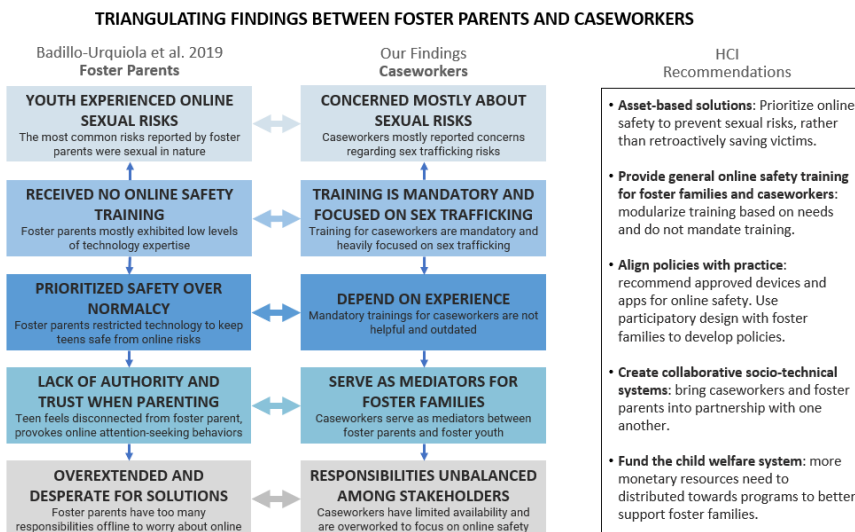 TRIANGULATING FINDINGS BETWEEN FOSTER PARENTS AND CASEWORKERS
Badillo-Urquiola et al. 2019
Foster Parents
YOUTH EXPERIENCED ONLINE
SEXUAL RISKS
The most common risks reported by foster
parents were sexual in nature
RECEIVED NO ONLINE SAFETY
TRAINING
Foster parents mostly exhibited low levels
of technology expertise
PRIORITIZED SAFETY OVER
NORMALCY
Foster parents restricted technology to keep
teens safe from online risks
LACK OF AUTHORITY AND
TRUST WHEN PARENTING
Teen feels disconnected from foster parent,
provokes online attention-seeking behaviors
OVEREXTENDED AND
DESPERATE FOR SOLUTIONS
Foster parents have too many
responsibilities offline to worry about online
Our Findings
Caseworkers
CONCERNED MOSTLY ABOUT
SEXUAL RISKS
Caseworkers mostly reported concerns
regarding sex trafficking risks
TRAINING IS MANDATORY AND
FOCUSED ON SEX TRAFFICKING
Training for caseworkers are mandatory and
heavily focused on sex trafficking
DEPEND ON EXPERIENCE
Mandatory trainings for caseworkers are not
helpful and outdated
SERVE AS MEDIATORS FOR
FOSTER FAMILIES
Caseworkers serve as mediators between
foster parents and foster youth
RESPONSIBILITIES UNBALANCED
AMONG STAKEHOLDERS
Caseworkers have limited availability and
are overworked to focus on online safety
HCI
Recommendations
• Asset-based solutions: Prioritize online
safety to prevent sexual risks, rather
than retroactively saving victims.
• Provide general online safety training
for foster families and caseworkers:
modularize training based on needs
and do not mandate training.
• Align policies with practice:
recommend approved devices and
apps for online safety. Use
participatory design with foster
families to develop policies.
• Create collaborative socio-technical
systems: bring caseworkers and foster
parents into partnership with one
another.
• Fund the child welfare system: more
monetary resources need to
distributed towards programs to better
support foster families.